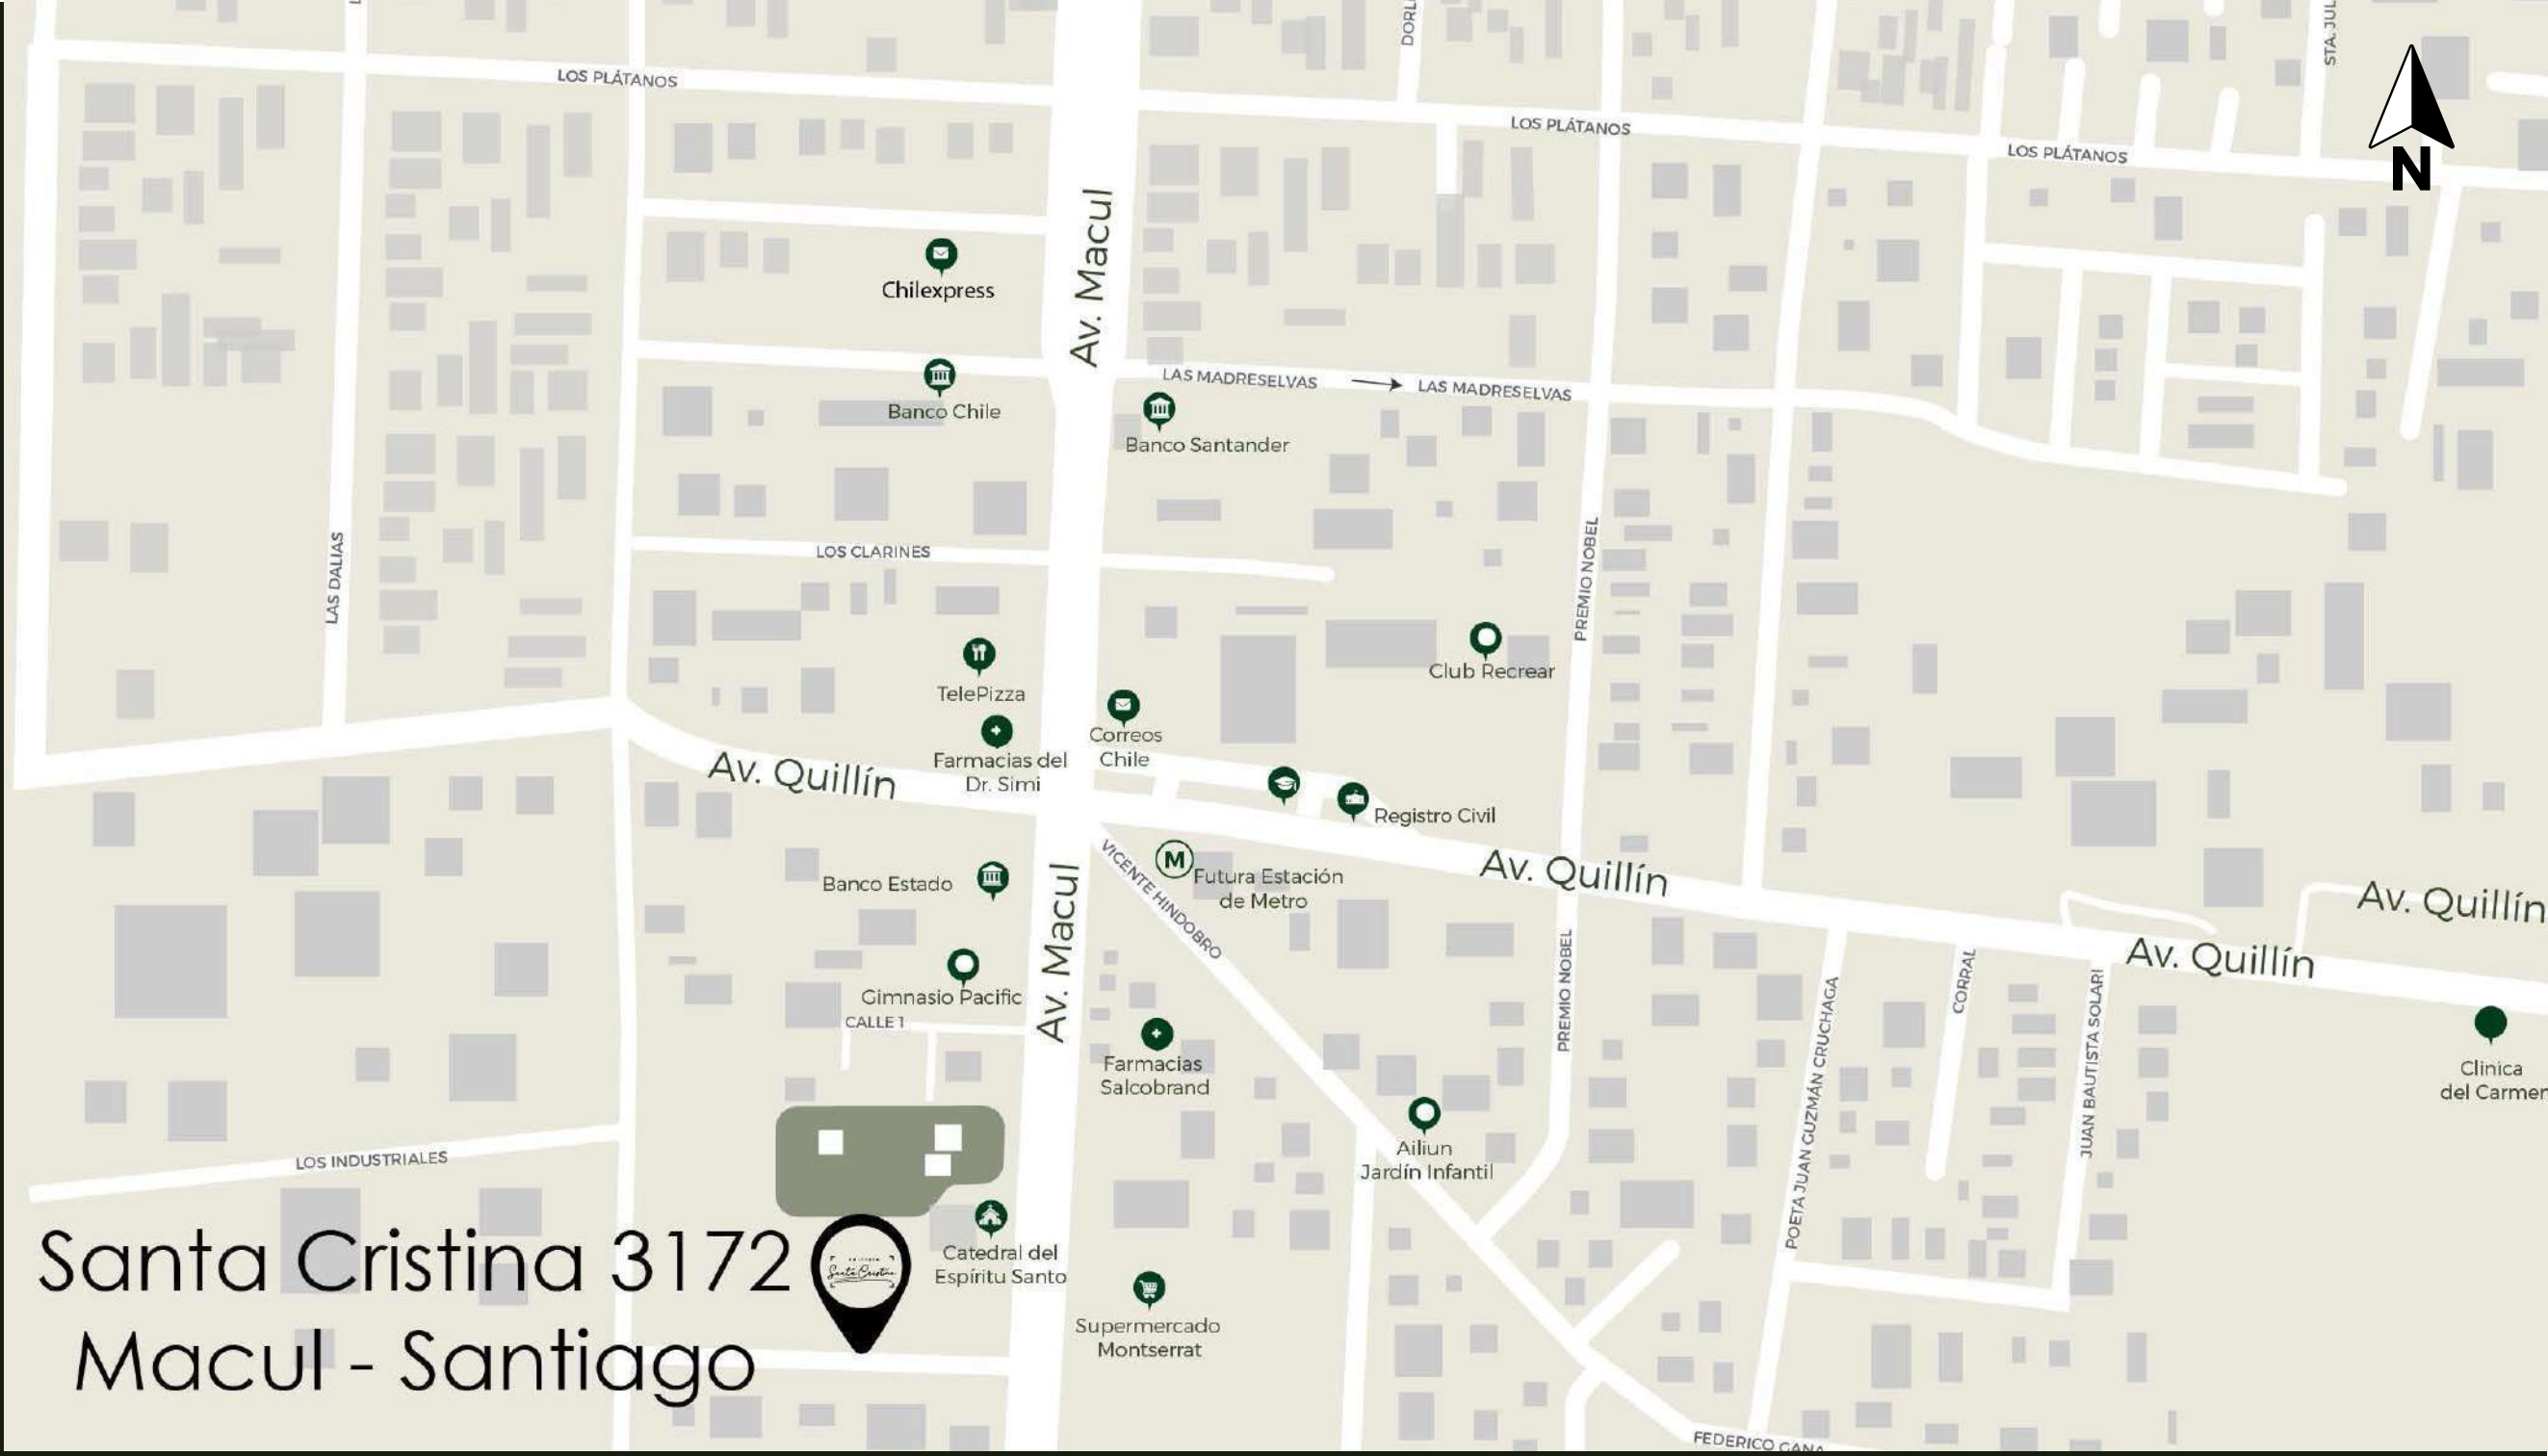 DORL
STA. JUL
LOS PLÁTANOS
LOS PLÁTANOS
LOS PLÁTANOS
N
Av. Macul
Chilexpress
Banco Chile
LAS MADRESELVAS
LAS MADRESELVAS
Banco Santander
LAS DALIAS
LOS CLARINES
PREMIO NOBEL
TelePizza
Club Recrear
Farmacias del
Dr. Simi
Correos
Chile
Av. Quillín
Registro Civil
Banco Estado
Av. Macul
VICENTE HINDOBRO
M
Futura Estación
de Metro
Av. Quillín
Av. Quillín
Av. Quillín
Gimnasio Pacific
CALLE 1
PREMIO NOBEL
POETA JUAN GUZMÁN CRUCHAGA
CORRAL
JUAN BAUTISTA SOLARI
Farmacias
Salcobrand
Clinica
del Carmen
Ailiun
Jardín Infantil
LOS INDUSTRIALES
Santa Cristina 3172
Macul - Santiago
Santa Cristina
Catedral del
Espíritu Santo
Supermercado
Montserrat
FEDERICO GANA